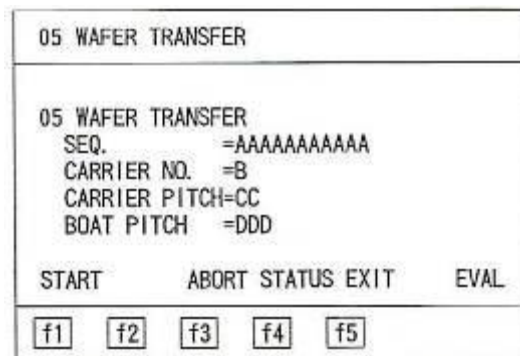 05 WAFER TRANSFER
05 WAFER TRANSFER
SEQ. =AAAAAAAAAAA
CARRIER NO. =B
CARRIER PITCH=CC
BOAT PITCH =DDD
START ABORT STATUS EXIT EVAL
f1 f2 f3 f4 f5